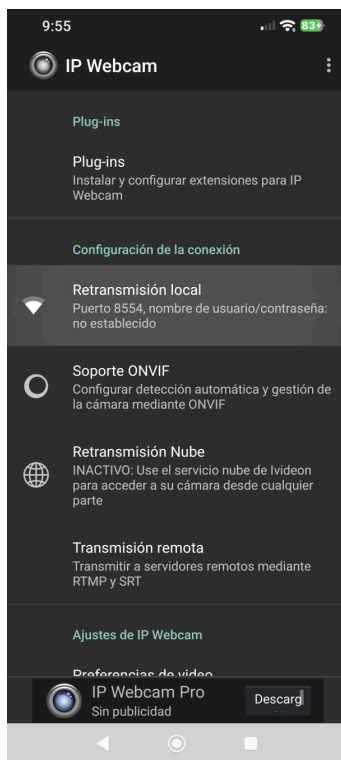 9:55
83
IP Webcam
Plug-ins
Plug-ins
Instalar y configurar extensiones para IP
Webcam
Configuración de la conexión
Retransmisión local
Puerto 8554, nombre de usuario/contraseña:
no establecido
Soporte ONVIF
Configurar detección automática y gestión de
la cámara mediante ONVIF
Retransmisión Nube
INACTIVO: Use el servicio nube de Ivideon
para acceder a su cámara desde cualquier
parte
Transmisión remota
Transmitir a servidores remotos mediante
RTMP y SRT
Ajustes de IP Webcam
Preferencias de video
IP Webcam Pro
Sin publicidad
Descarg